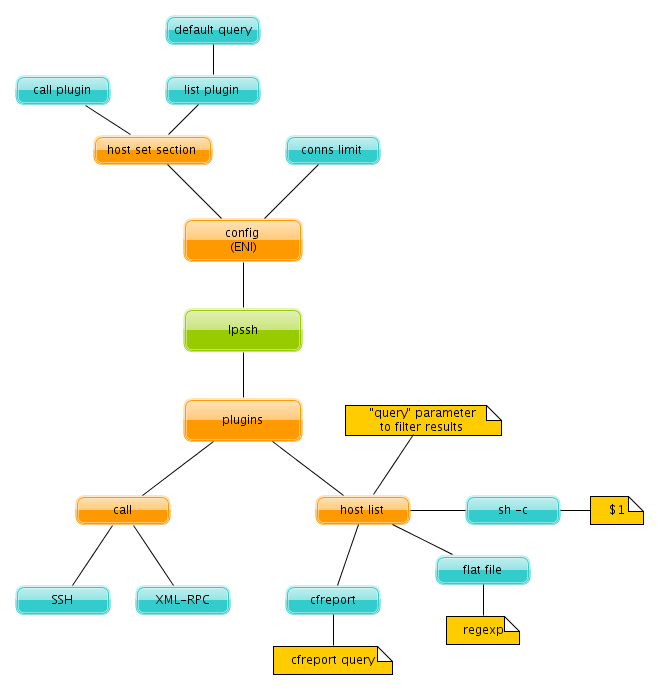 default query
call plugin
list plugin
host set section
conns limit
config
(ENI)
lpssh
plugins
"query" parameter
to filter results
call
host list
sh -c
$1
flat file
SSH
XML-RPC
cfreport
regexp
cfreport query